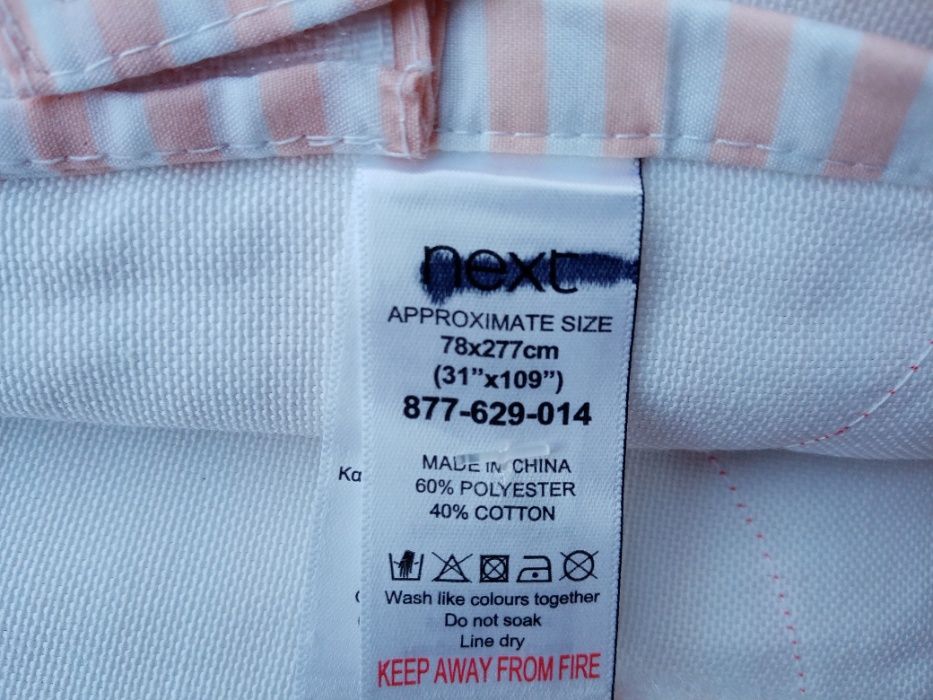 next
APPROXIMATE SIZE
78x277cm
(31”x109”)
877-629-014
MADE IN CHINA
60% POLYESTER
40% COTTON
Wash like colours together
Do not soak
Line dry
KEEP AWAY FROM FIRE